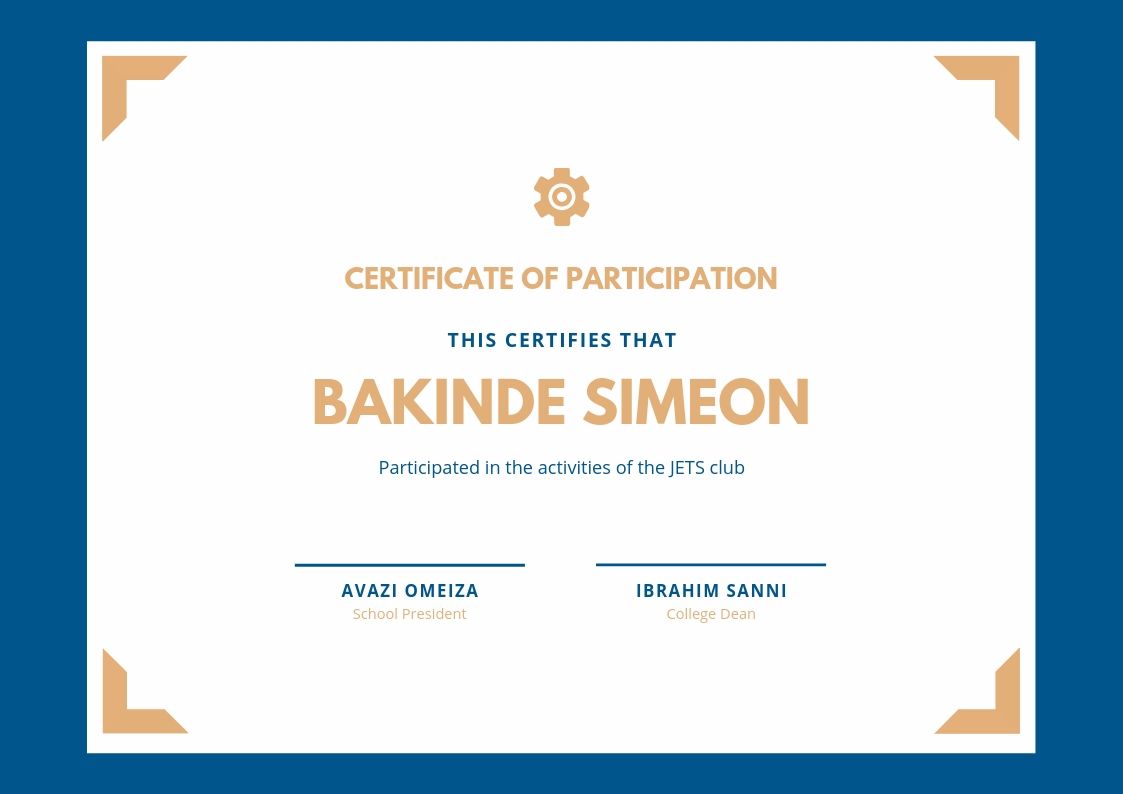 CERTIFICATE OF PARTICIPATION
THIS CERTIFIES THAT
BAKINDE SIMEON
Participated in the activities of the JETS club
AVAZI OMEIZA
School President
IBRAHIM SANNI
College Dean